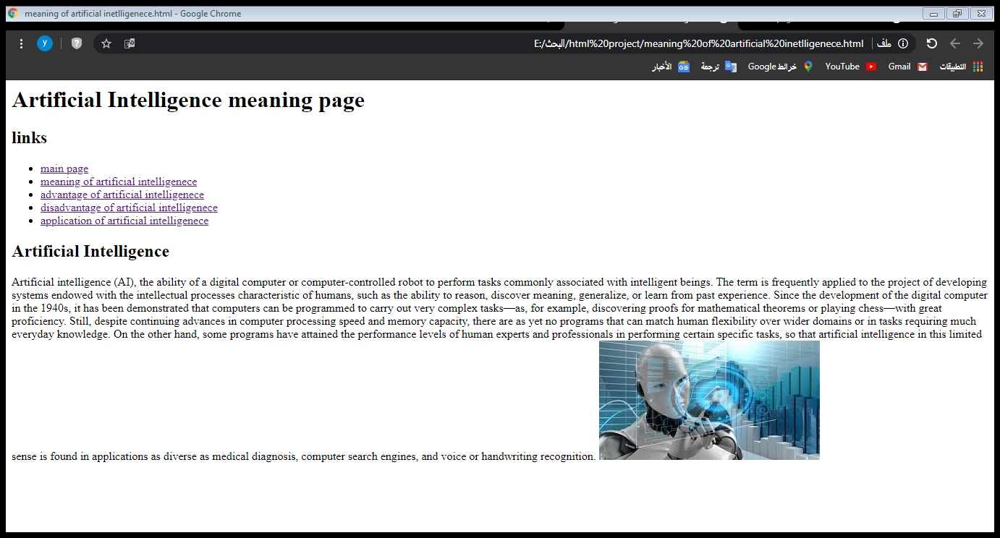 meaning of artificial inetlligenece.html - Google Chrome
y
E:/البحث/html%20project/meaning%20of%20artificial%20inetlligenece.html
ملف
التطبيقات
Gmail
YouTube
خرائط Google
ترجمة
الأخبار
Artificial Intelligence meaning page
links
main page
meaning of artificial intelligenece
advantage of artificial intelligenece
disadvantage of artificial intelligenece
application of artificial intelligenece
Artificial Intelligence
Artificial intelligence (AI), the ability of a digital computer or computer-controlled robot to perform tasks commonly associated with intelligent beings. The term is frequently applied to the project of developing
systems endowed with the intellectual processes characteristic of humans, such as the ability to reason, discover meaning, generalize, or learn from past experience. Since the development of the digital computer
in the 1940s, it has been demonstrated that computers can be programmed to carry out very complex tasks—as, for example, discovering proofs for mathematical theorems or playing chess—with great
proficiency. Still, despite continuing advances in computer processing speed and memory capacity, there are as yet no programs that can match human flexibility over wider domains or in tasks requiring much
everyday knowledge. On the other hand, some programs have attained the performance levels of human experts and professionals in performing certain specific tasks, so that artificial intelligence in this limited
sense is found in applications as diverse as medical diagnosis, computer search engines, and voice or handwriting recognition.